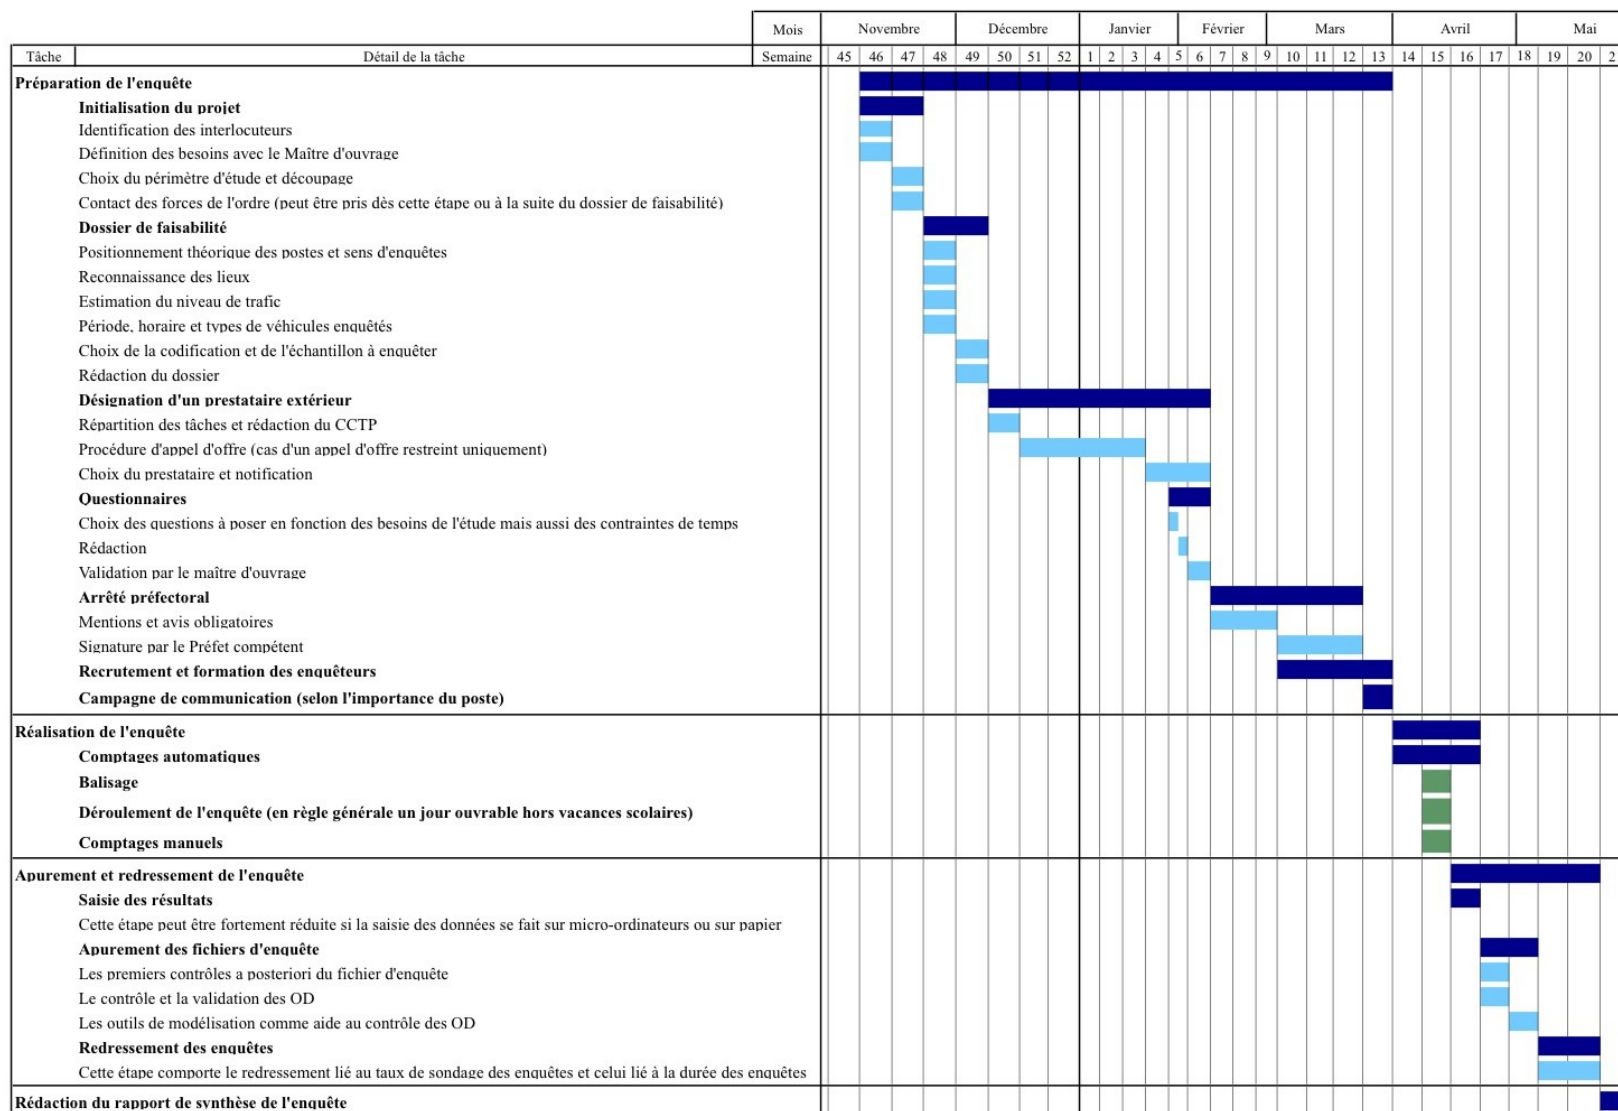 Mois Novembre Décembre Janvier Février Mars Avril Mai
Tâche Détail de la tâche Semaine 45 46 47 48 49 50 51 52 1 2 3 4 5 6 7 8 9 10 11 12 13 14 15 16 17 18 19 20 2
Préparation de l'enquête
Initialisation du projet
Identification des interlocuteurs
Définition des besoins avec le Maître d'ouvrage
Choix du périmètre d'étude et découpage
Contact des forces de l'ordre (peut être pris dès cette étape ou à la suite du dossier de faisabilité)
Dossier de faisabilité
Positionnement théorique des postes et sens d'enquêtes
Reconnaissance des lieux
Estimation du niveau de trafic
Période, horaire et types de véhicules enquêtés
Choix de la codification et de l'échantillon à enquêter
Rédaction du dossier
Désignation d'un prestataire extérieur
Répartition des tâches et rédaction du CCTP
Procédure d'appel d'offre (cas d'un appel d'offre restreint uniquement)
Choix du prestataire et notification
Questionnaires
Choix des questions à poser en fonction des besoins de l'étude mais aussi des contraintes de temps
Rédaction
Validation par le maître d'ouvrage
Arrêté préfectoral
Mentions et avis obligatoires
Signature par le Préfet compétent
Recrutement et formation des enquêteurs
Campagne de communication (selon l'importance du poste)
Réalisation de l'enquête
Comptages automatiques
Balisage
Déroulement de l'enquête (en règle générale un jour ouvrable hors vacances scolaires)
Comptages manuels
Apurement et redressement de l'enquête
Saisie des résultats
Cette étape peut être fortement réduite si la saisie des données se fait sur micro-ordinateurs ou sur papier
Apurement des fichiers d'enquête
Les premiers contrôles a posteriori du fichier d'enquête
Le contrôle et la validation des OD
Les outils de modélisation comme aide au contrôle des OD
Redressement des enquêtes
Cette étape comporte le redressement lié au taux de sondage des enquêtes et celui lié à la durée des enquêtes
Rédaction du rapport de synthèse de l'enquête